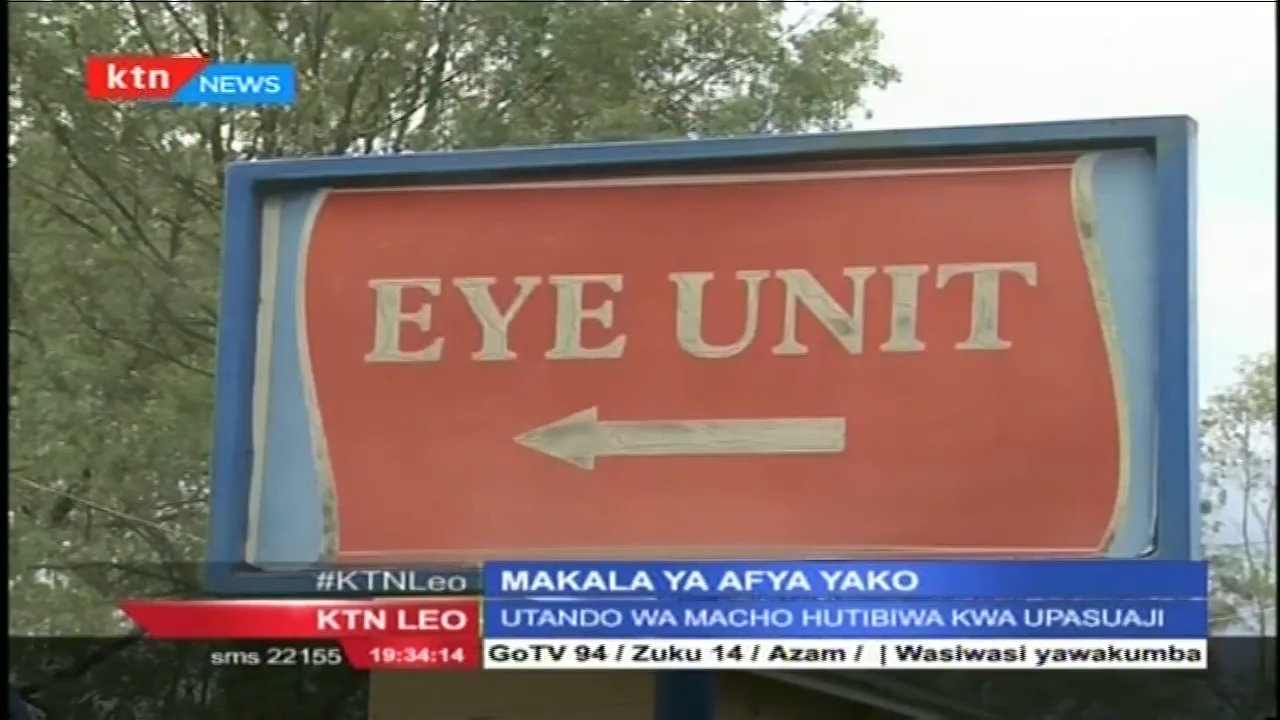 ktn NEWS
EYE UNIT
#KTNLeo
MAKALA YA AFYA YAKO
KTN LEO
UTANDO WA MACHO HUTIBIWA KWA UPASUAJI
sms 22155
19:34:14
GoTV 94 / Zuku 14 / Azam / | Wasiwasi yawakumba